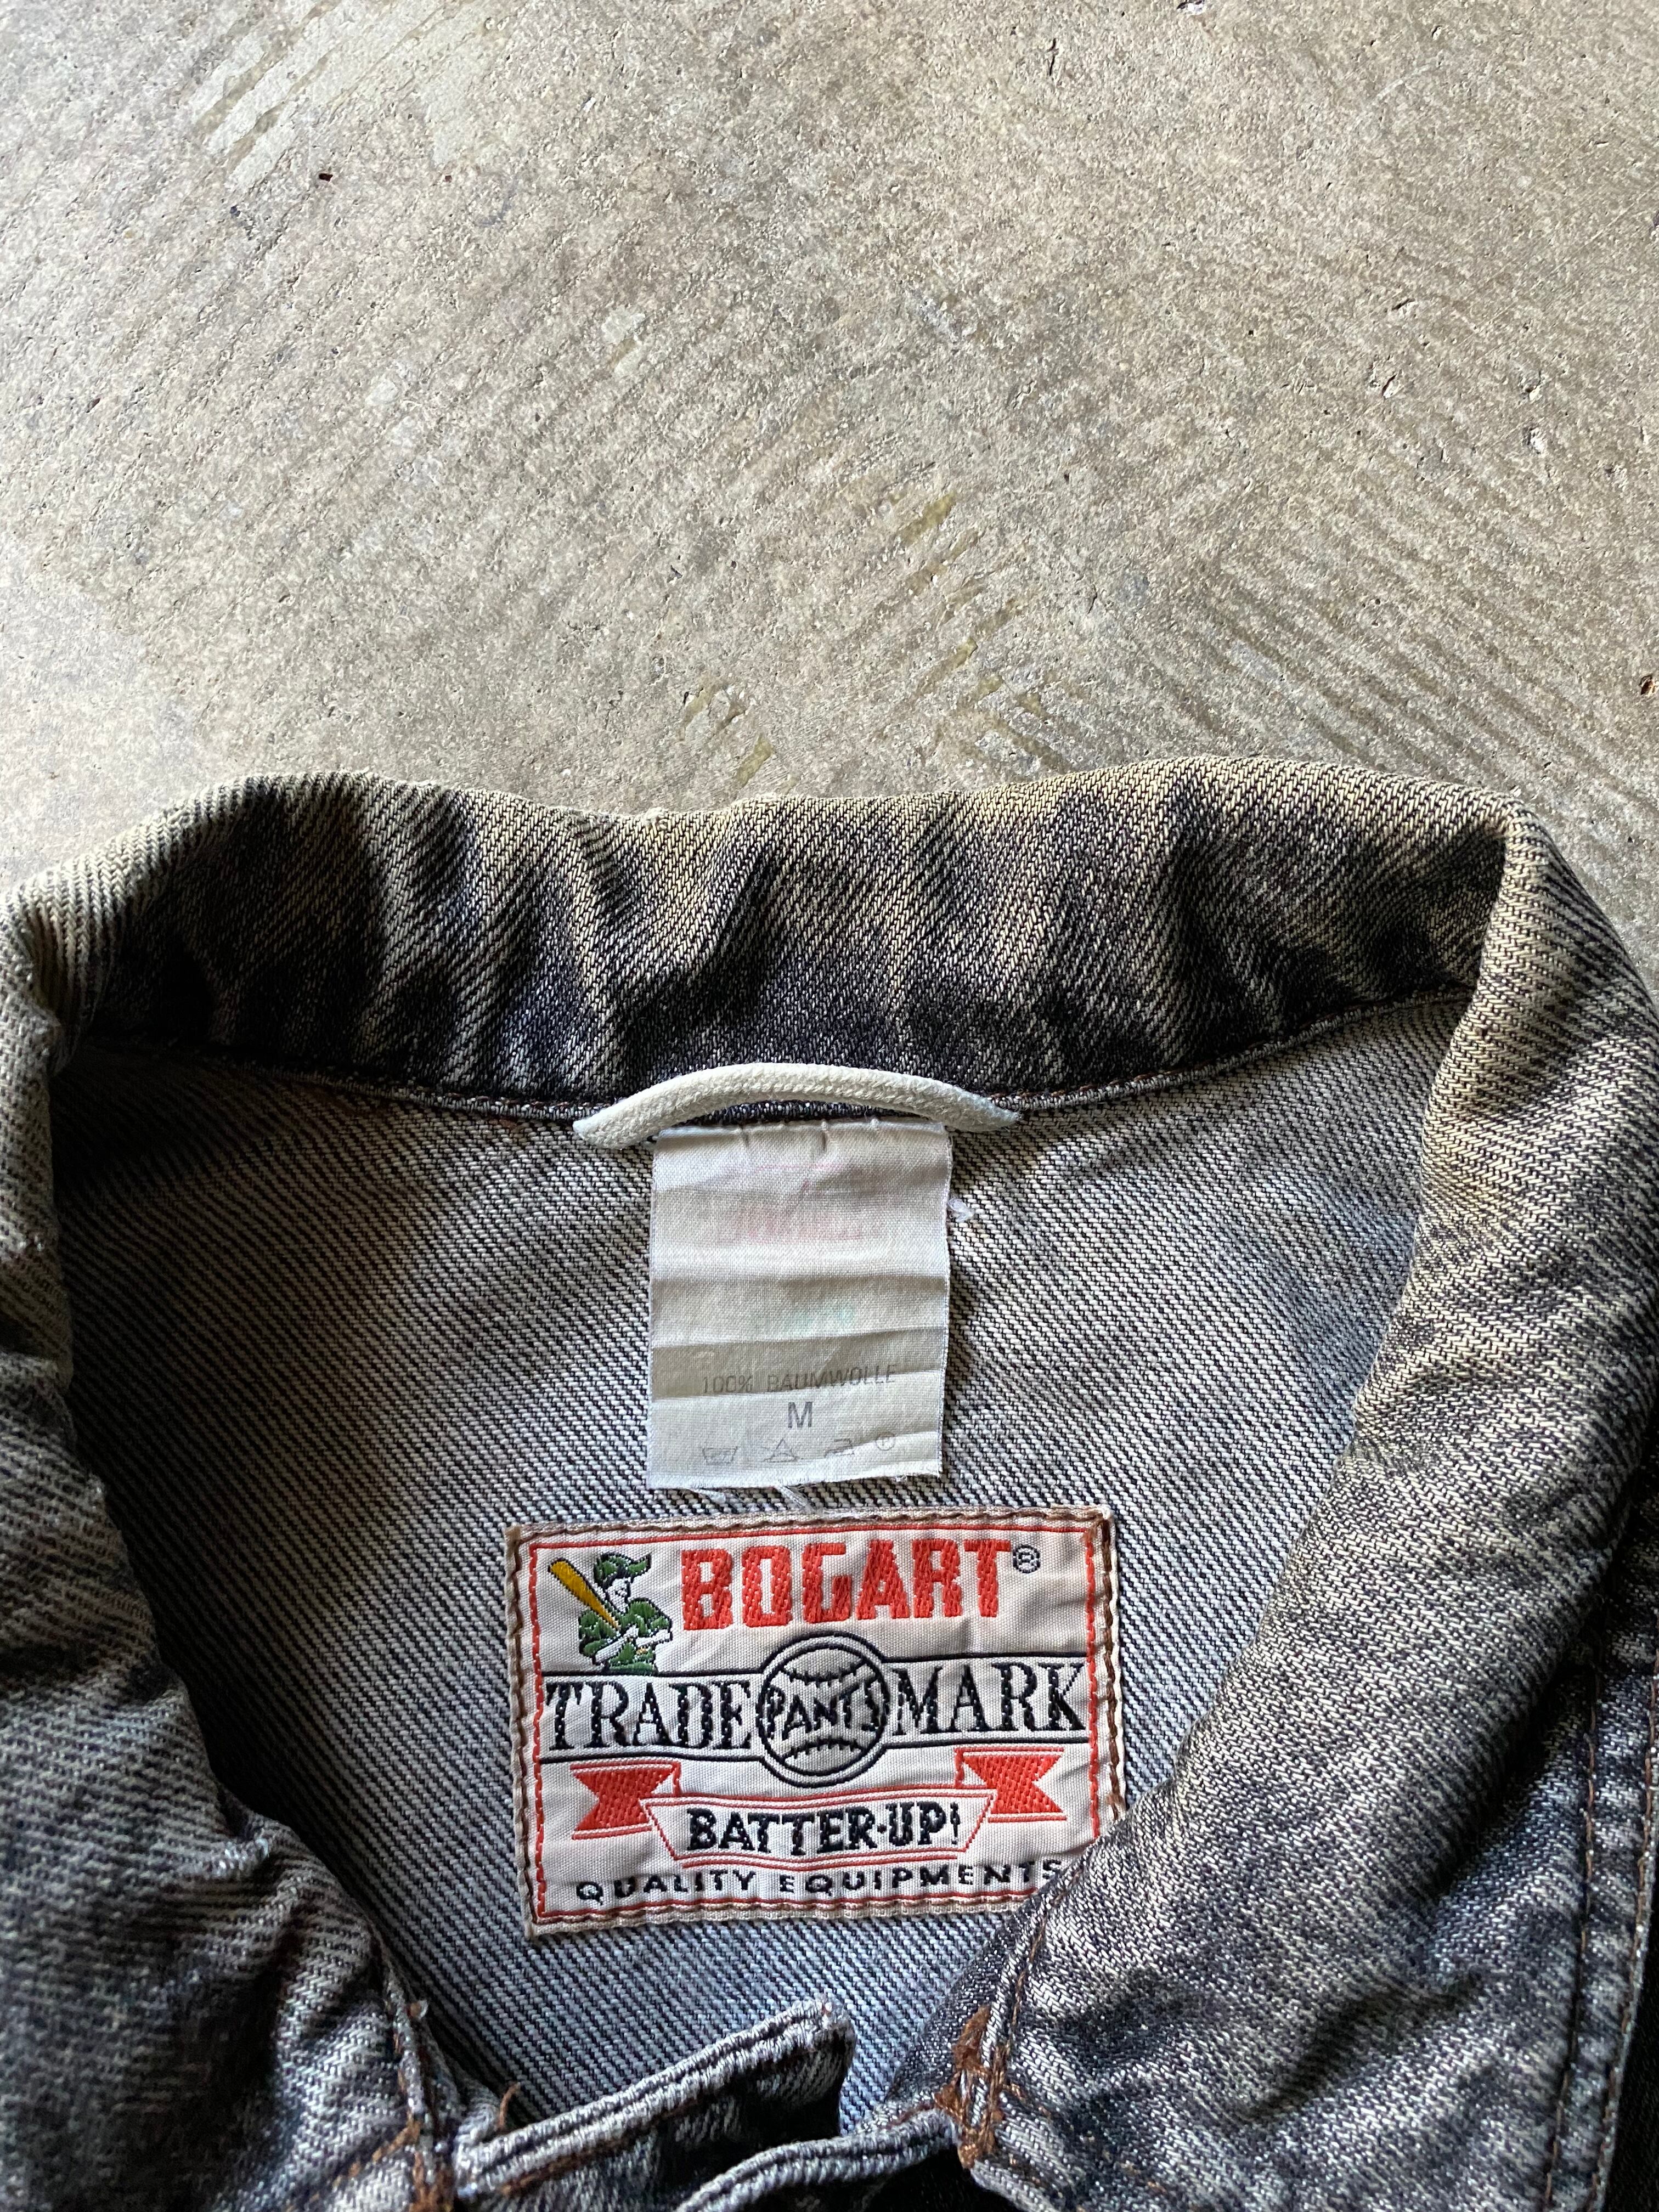 100% BAUMWOLLE
M
BOGART®
TRADE PANTS MARK
BATTER-UP!
QUALITY EQUIPMENTS